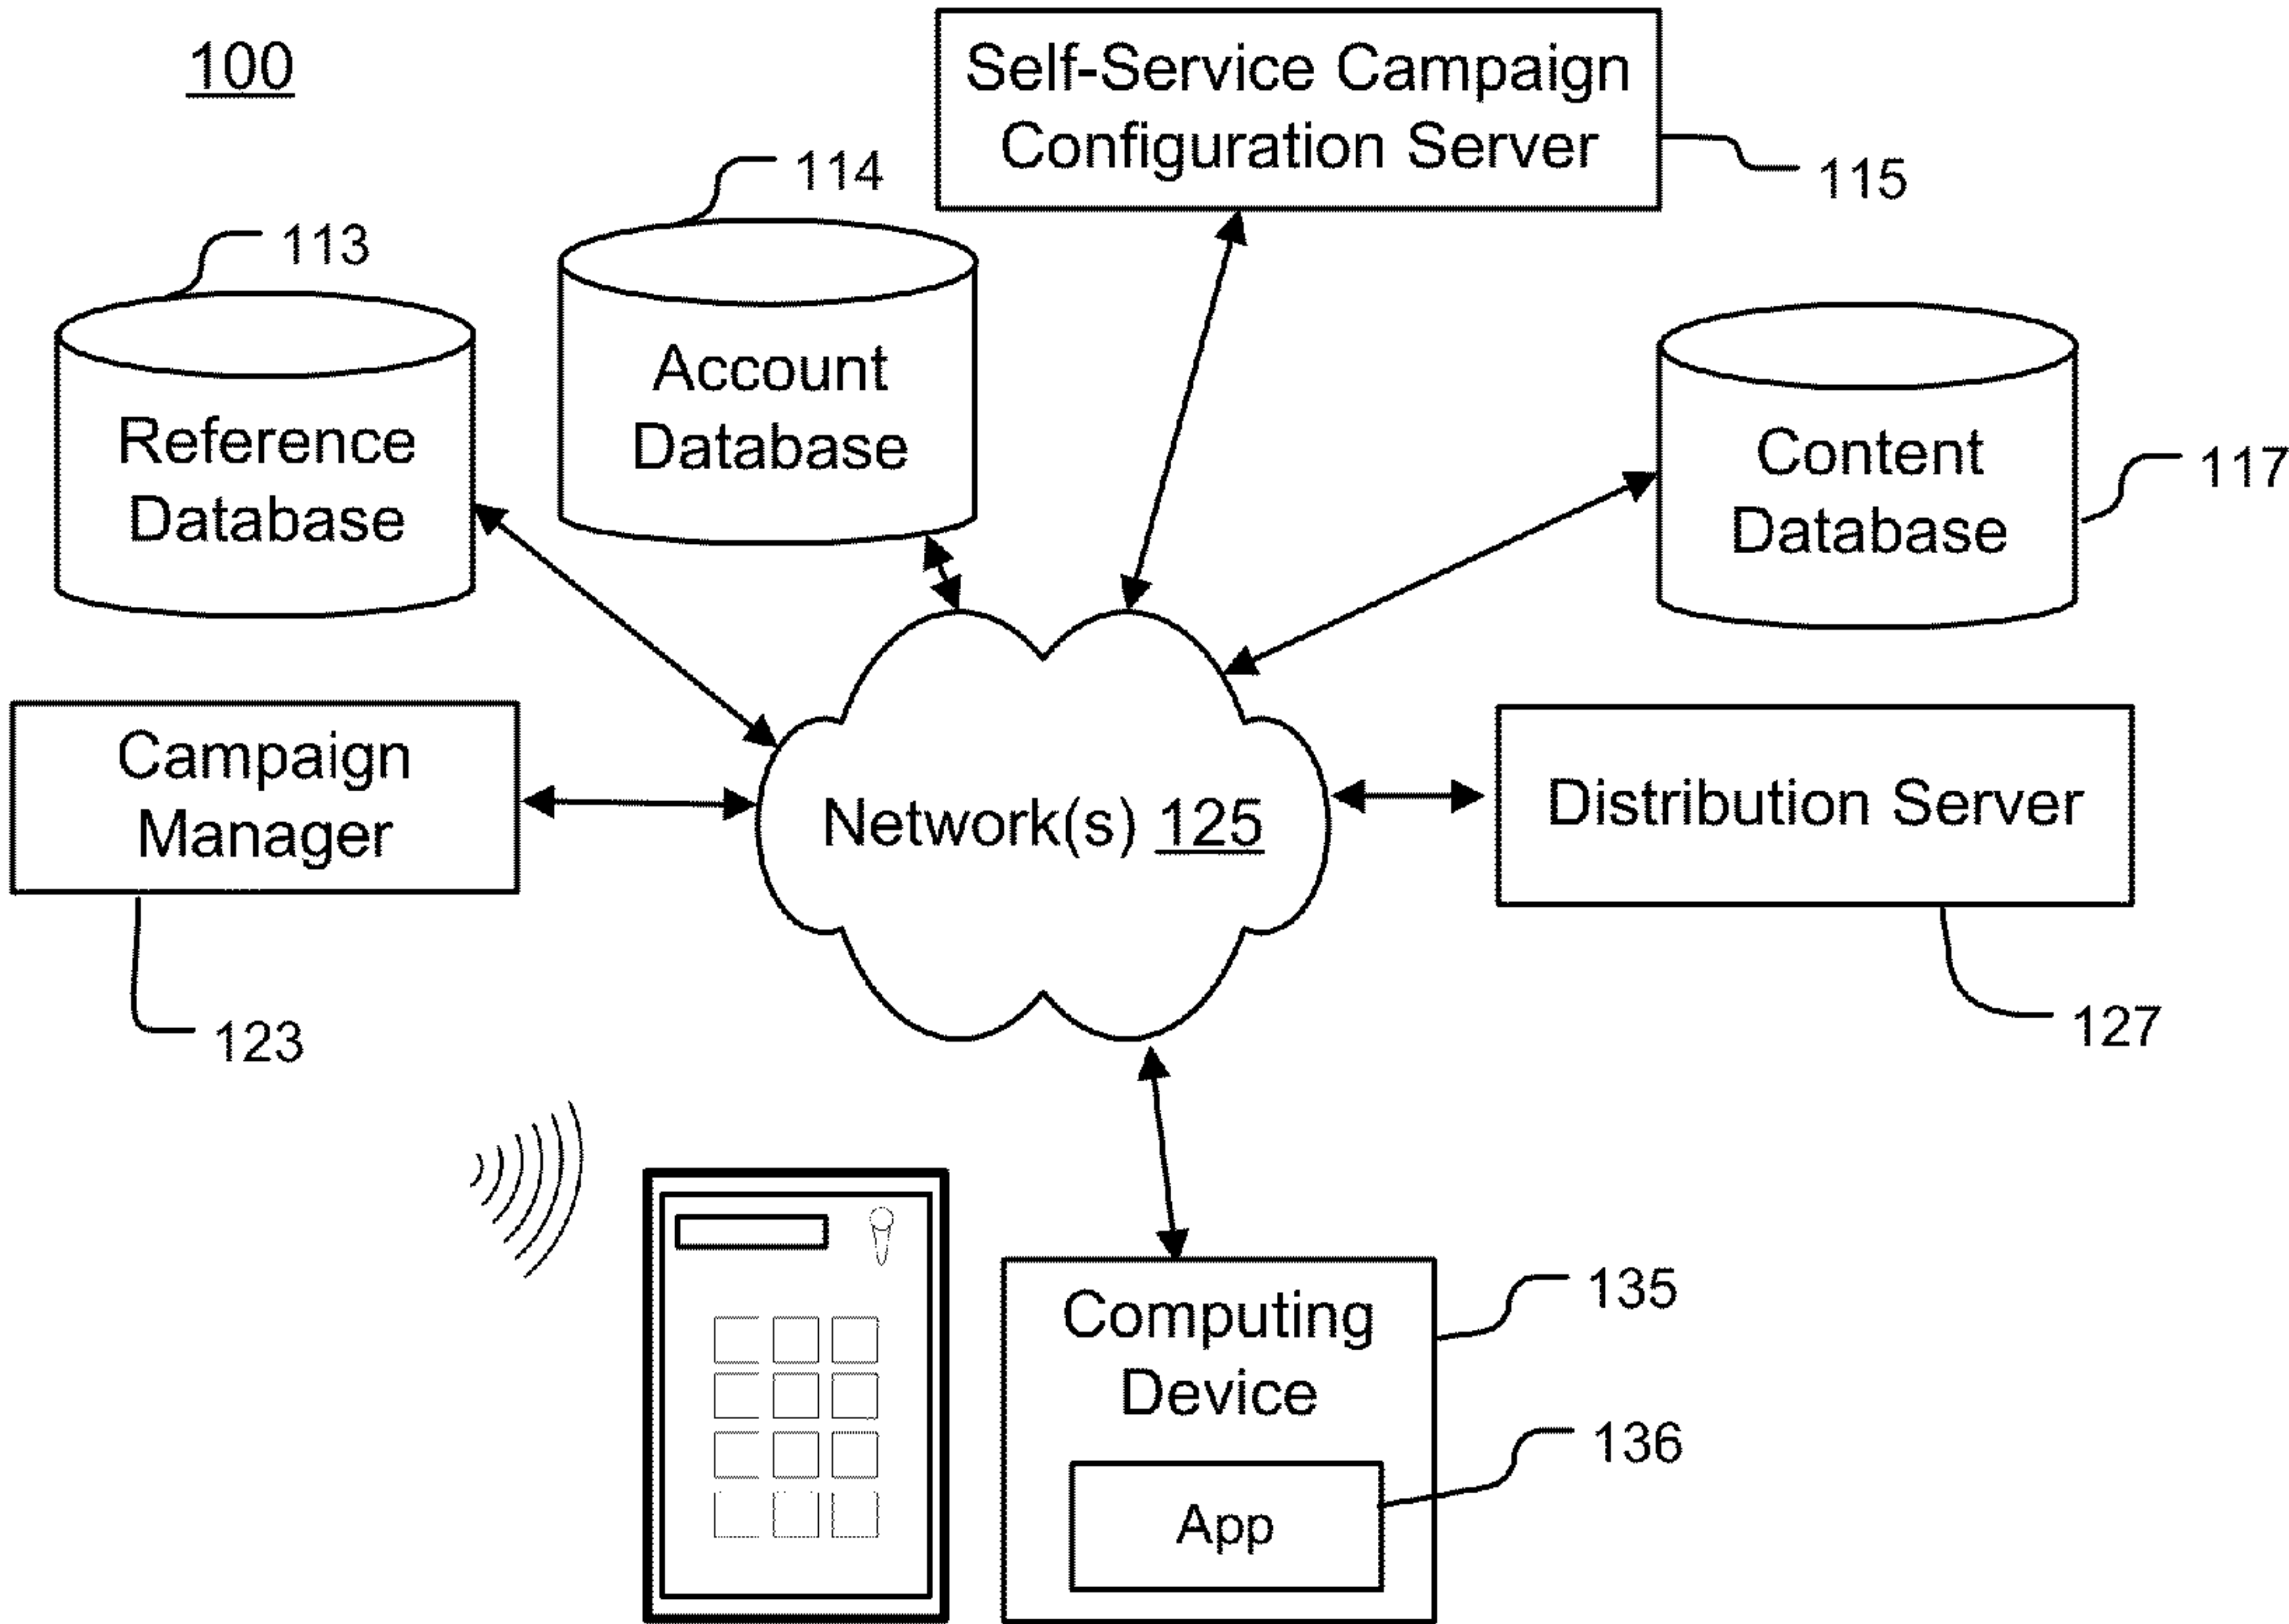 100
Self-Service Campaign
Configuration Server
115
114
113
Account
Database
Reference
Database
Content
Database
117
Campaign
Manager
123
Network(s) 125
Distribution Server
127
Computing
Device
135
136
App